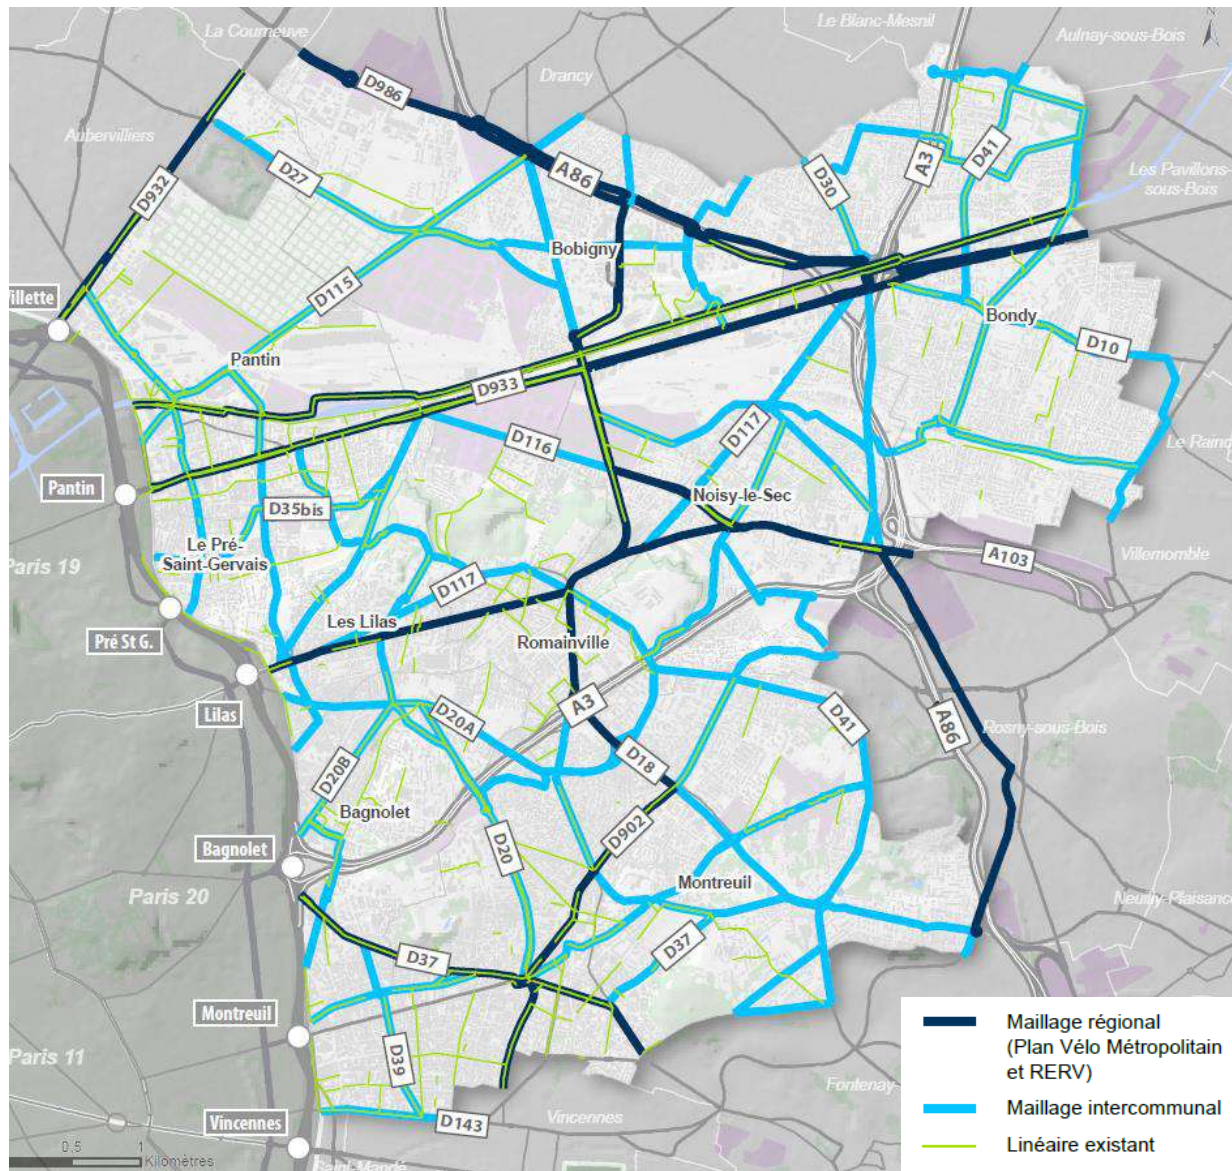 Le Blanc-Mesnil
N
La Courneuve
Aulnay-sous-Bois
Drancy
D986
Aubervilliers
A3
D41
D27
A86
D30
Les Pavillons-
sous-Bois
D932
Bobigny
D115
Villette
Bondy
D10
Pantin
D933
D116
D117
Le Raincy
Pantin
Noisy-le-Sec
D35bis
Le Pré-
Saint-Gervais
A103
Villemomble
Paris 19
D117
Les Lilas
Romainville
Pré St G.
Lilas
A3
D20A
D41
A86
Rosny-sous-Bois
D20B
D18
Bagnolet
D902
D20
Bagnolet
Montreuil
Paris 20
Neuilly-Plaisance
D37
D37
Montreuil
Maillage régional
(Plan Vélo Métropolitain
et RERV)
Paris 11
D39
Fontenay-
Maillage intercommunal
Vincennes
D143
Vincennes
Linéaire existant
0,5 1
Kilomètres
Saint-Mandé